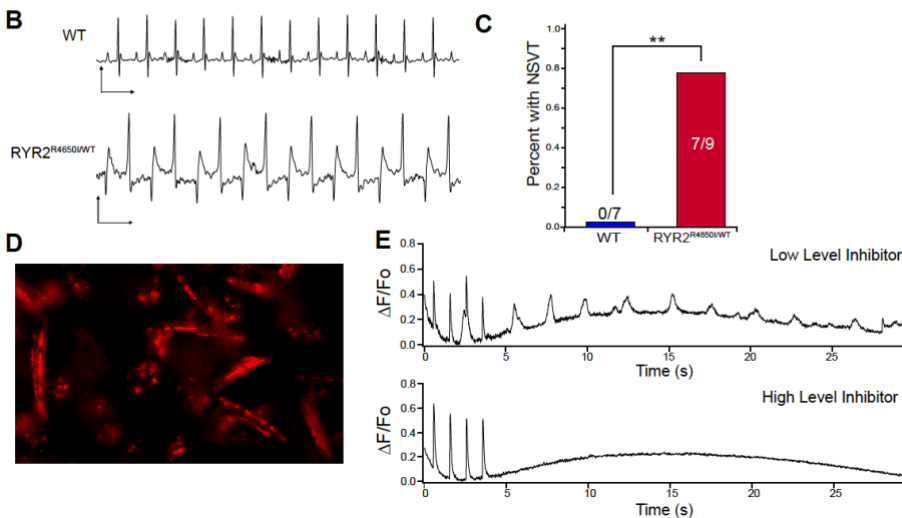 B
WT
RYR2R4650I/WT
C
**
Percent with NSVT
1.0
0.8
0.6
0.4
0.2
0.0
0/7
7/9
WT
RYR2R4650I/WT
D
E
Low Level Inhibitor
ΔF/Fo
0.8
0.6
0.4
0.2
0.0
0 5 10 15 20 25
Time (s)
High Level Inhibitor
ΔF/Fo
0.8
0.6
0.4
0.2
0.0
0 5 10 15 20 25
Time (s)